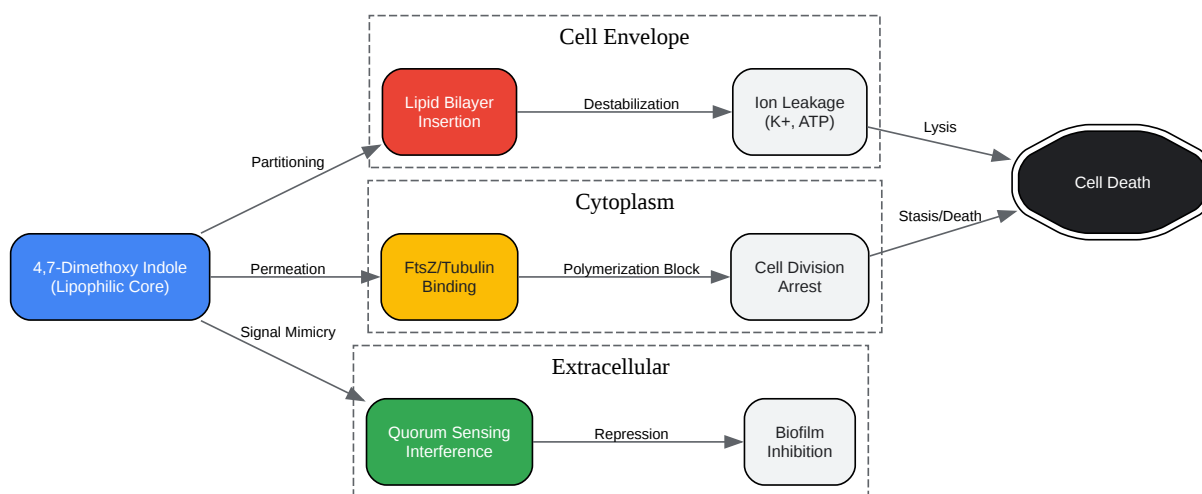 Cell Envelope
Lipid Bilayer
Insertion
Destabilization
Ion Leakage
(K+, ATP)
Lysis
Partitioning
Cell Death
Cytoplasm
Stasis/Death
4,7-Dimethoxy Indole
(Lipophilic Core)
Permeation
FtsZ/Tubulin
Binding
Polymerization Block
Cell Division
Arrest
Signal Mimicry
Extracellular
Quorum Sensing
Interference
Repression
Biofilm
Inhibition